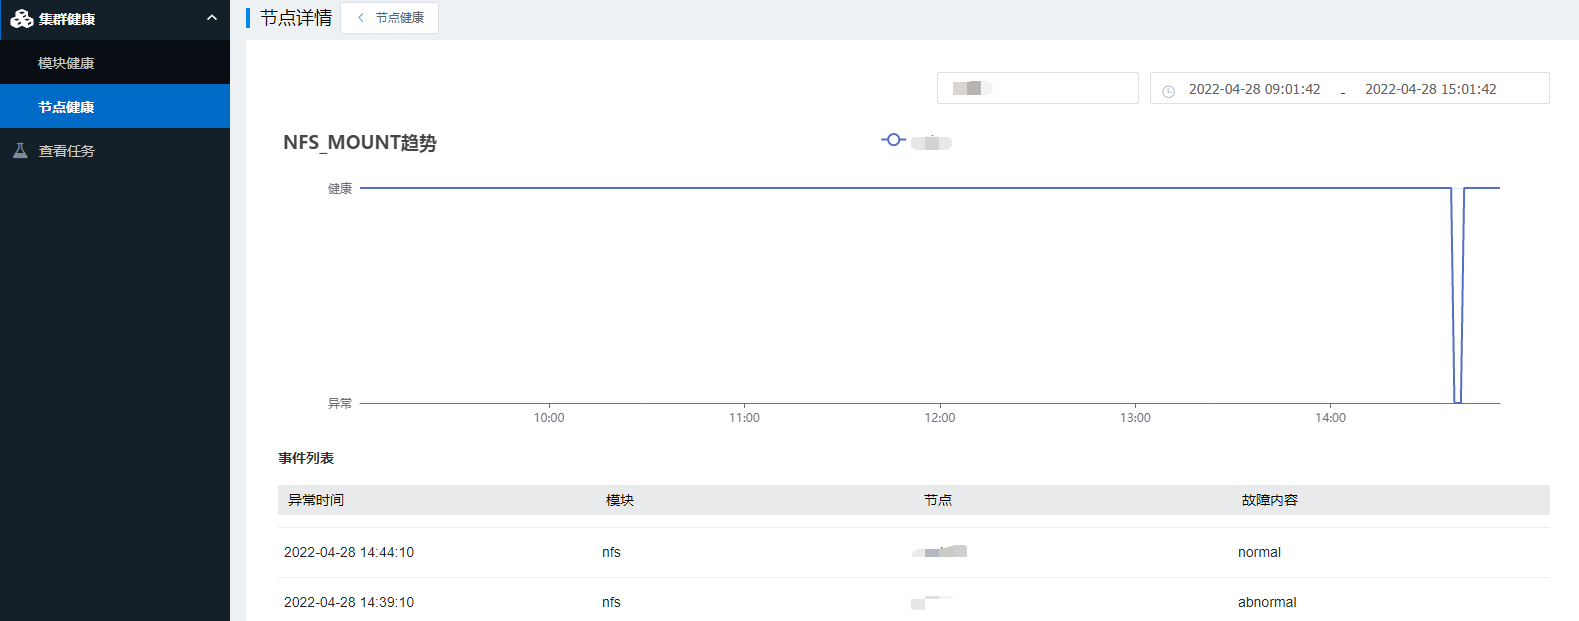 集群健康
模块健康
节点健康
查看任务
节点详情
节点健康
2022-04-28 09:01:42 - 2022-04-28 15:01:42
NFS_MOUNT趋势
健康
异常
10:00 11:00 12:00 13:00 14:00
事件列表
异常时间 模块 节点 故障内容
2022-04-28 14:44:10 nfs normal
2022-04-28 14:39:10 nfs abnormal